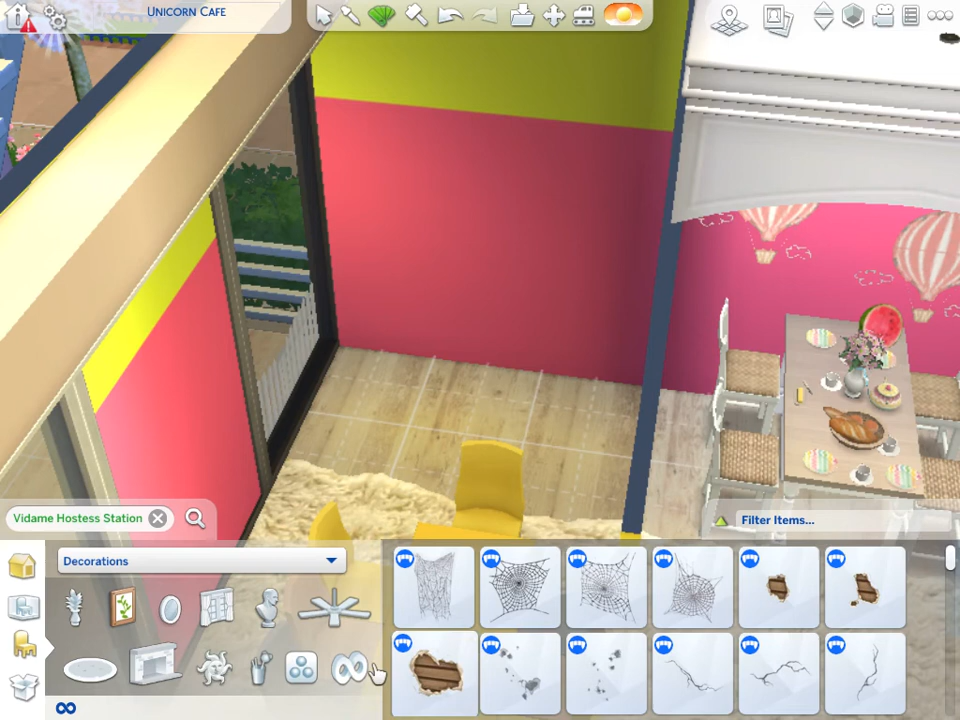 UNICORN CAFE
Vidame Hostess Station
Filter Items...
Decorations